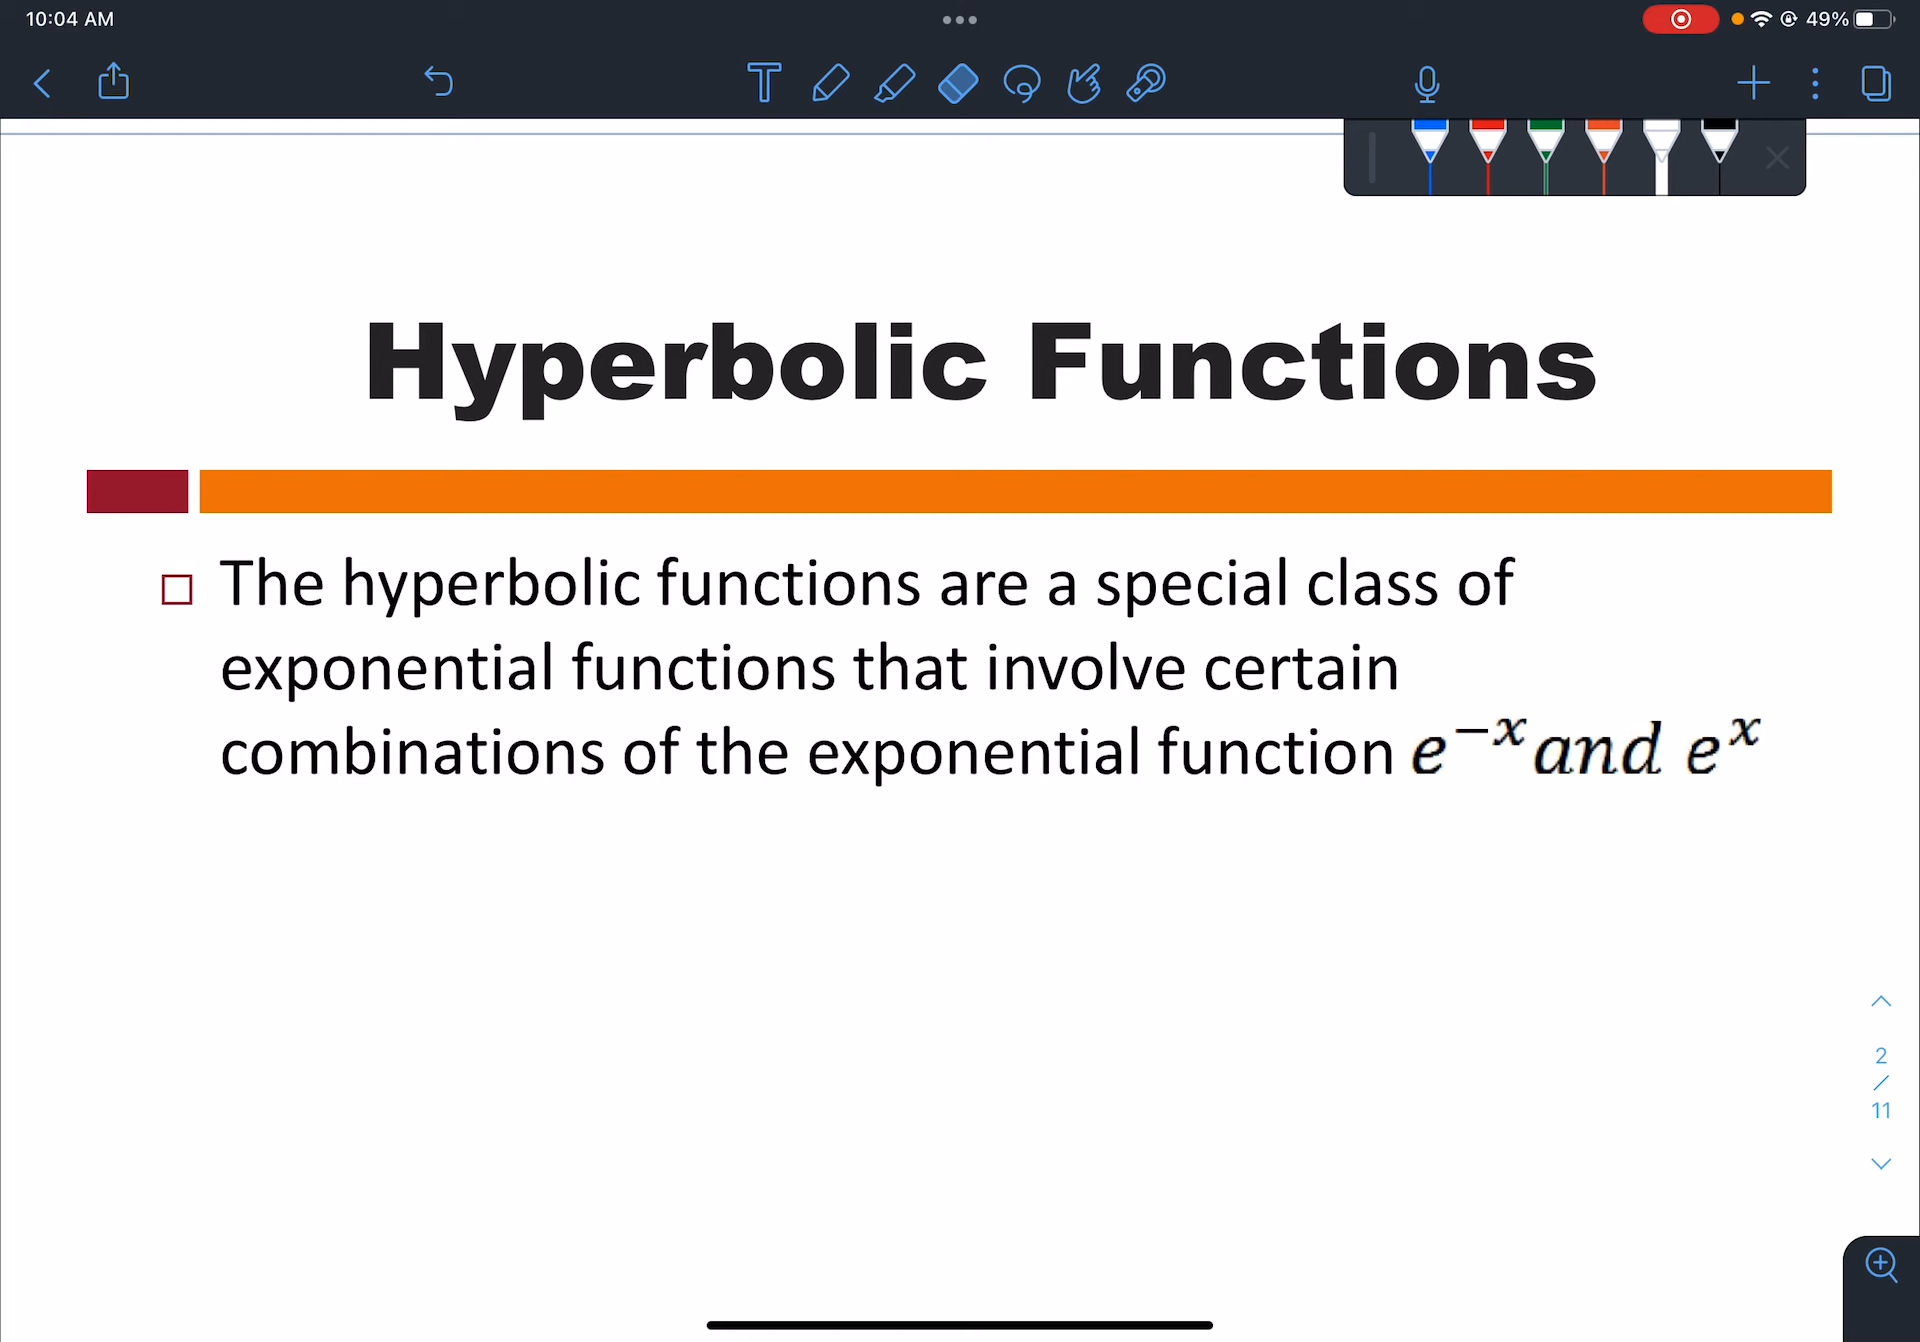 10:04 AM
49%
Hyperbolic Functions
The hyperbolic functions are a special class of
exponential functions that involve certain
combinations of the exponential function e⁻ˣ and eˣ
2
/
11